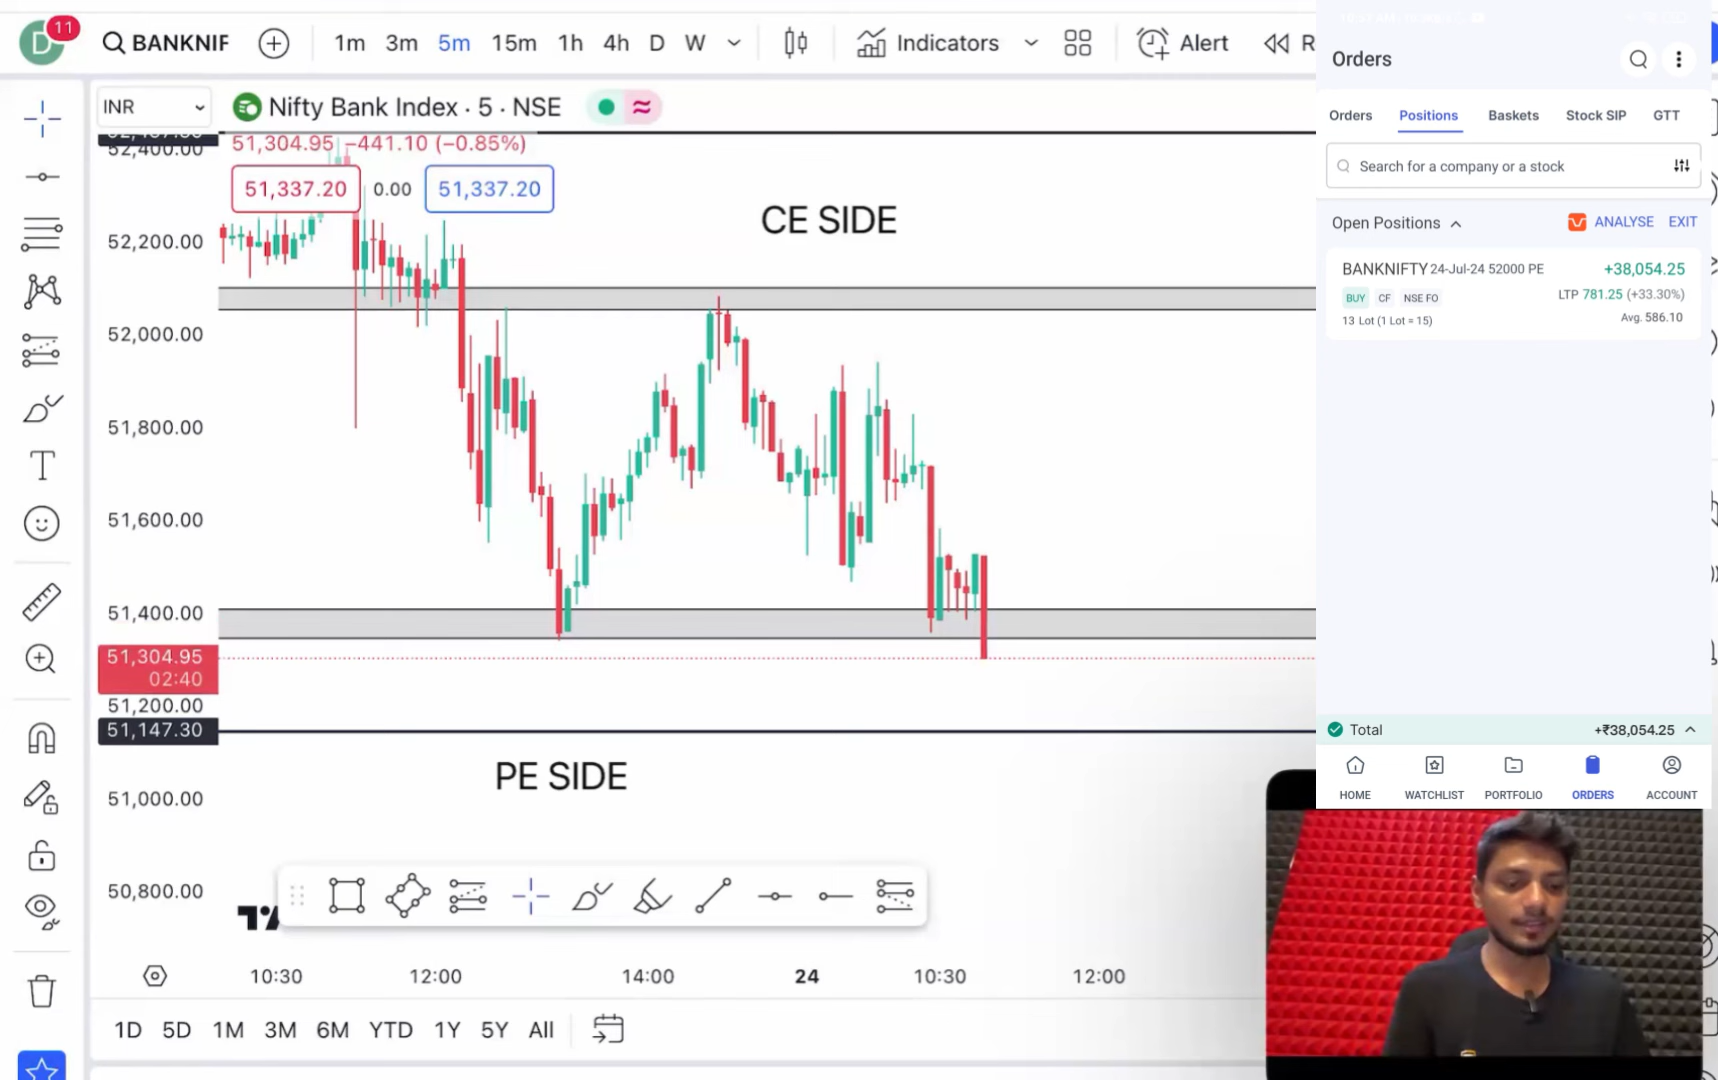 D 11 BANKNIF 1m 3m 5m 15m 1h 4h D W Indicators Alert R
INR Nifty Bank Index · 5 · NSE
51,304.95 −441.10 (−0.85%)
51,337.20 0.00 51,337.20
52,400.00
52,200.00
52,000.00
51,800.00
51,600.00
51,400.00
51,304.95
02:40
51,200.00
51,147.30
51,000.00
50,800.00
CE SIDE
PE SIDE
10:30 12:00 14:00 24 10:30 12:00
1D 5D 1M 3M 6M YTD 1Y 5Y All
Orders
Orders Positions Baskets Stock SIP GTT
Search for a company or a stock
Open Positions ANALYSE EXIT
BANKNIFTY 24-Jul-24 52000 PE +38,054.25
BUY CF NSE FO LTP 781.25 (+33.30%)
13 Lot (1 Lot = 15) Avg. 586.10
Total +₹38,054.25
HOME WATCHLIST PORTFOLIO ORDERS ACCOUNT